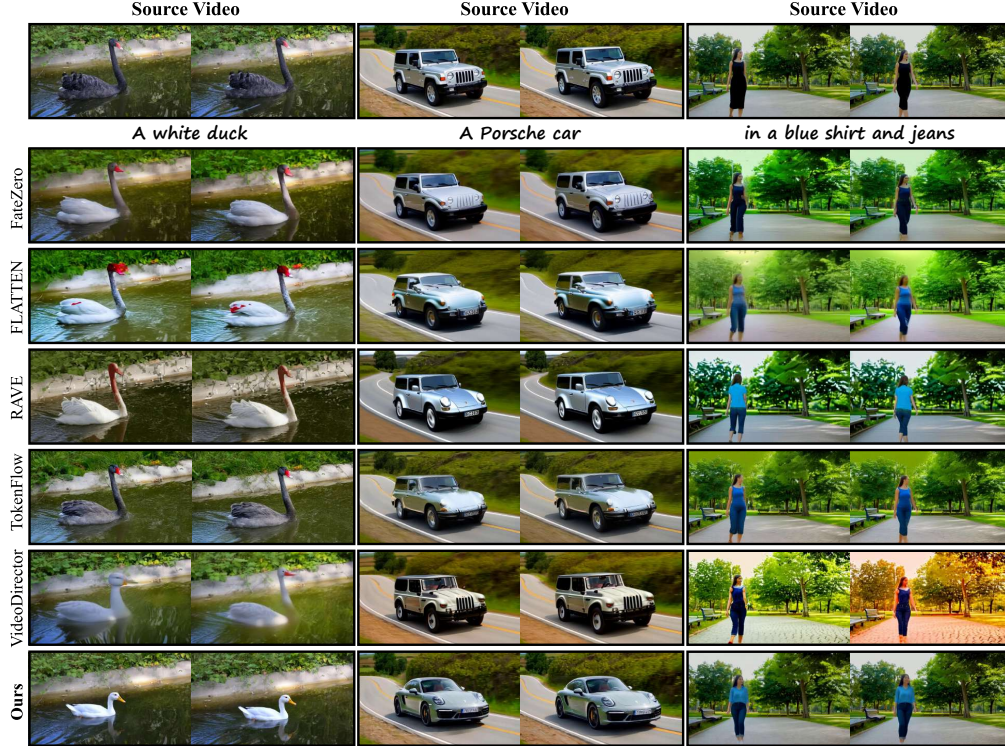 Source Video
Source Video
Source Video
A white duck
A Porsche car
in a blue shirt and jeans
FateZero
FLATTEN
RAVE
TokenFlow
VideoDirector
Ours